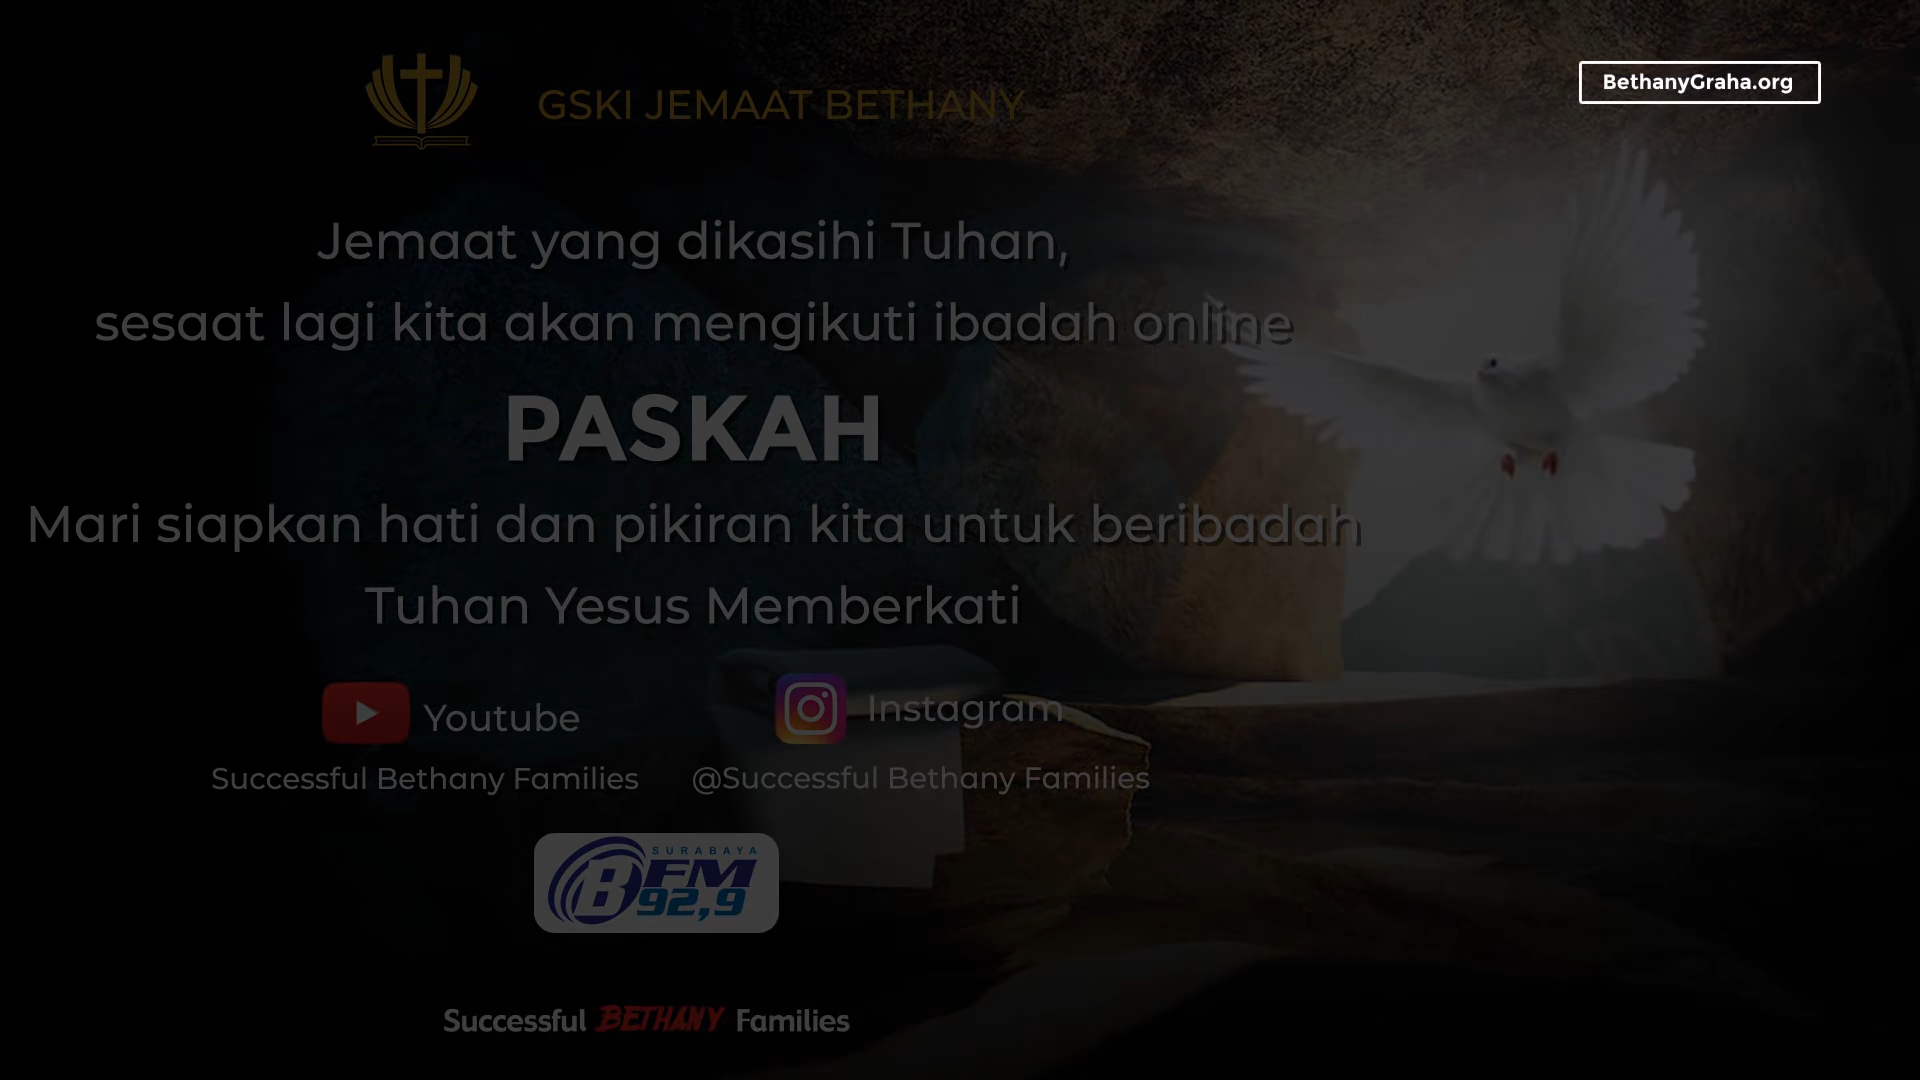 GSKI JEMAAT BETHANY
BethanyGraha.org
Jemaat yang dikasihi Tuhan,
sesaat lagi kita akan mengikuti ibadah online
PASKAH
Mari siapkan hati dan pikiran kita untuk beribadah
Tuhan Yesus Memberkati
Youtube
Instagram
Successful Bethany Families
@Successful Bethany Families
SURABAYA
BFM
92,9
Successful BETHANY Families